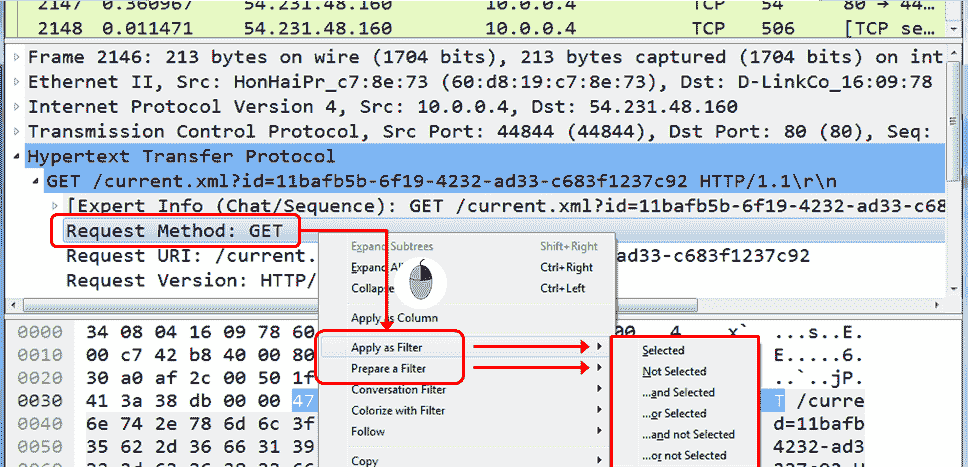 2147 0.360967 54.231.48.160 10.0.0.4 TCP 54 80 → 44...
2148 0.011471 54.231.48.160 10.0.0.4 TCP 506 [TCP se...
Frame 2146: 213 bytes on wire (1704 bits), 213 bytes captured (1704 bits) on int
Ethernet II, Src: HonHaiPr_c7:8e:73 (60:d8:19:c7:8e:73), Dst: D-LinkCo_16:09:78
Internet Protocol Version 4, Src: 10.0.0.4, Dst: 54.231.48.160
Transmission Control Protocol, Src Port: 44844 (44844), Dst Port: 80 (80), Seq:
Hypertext Transfer Protocol
GET /current.xml?id=11bafb5b-6f19-4232-ad33-c683f1237c92 HTTP/1.1\r\n
[Expert Info (Chat/Sequence): GET /current.xml?id=11bafb5b-6f19-4232-ad33-c68
Request Method: GET
Request URI: /current. ad33-c683f1237c92
Request Version: HTTP/
Expand Subtrees Shift+Right
Expand All Ctrl+Right
Collapse Ctrl+Left
Apply as Column
Apply as Filter
Prepare a Filter
Conversation Filter
Colorize with Filter
Follow
Copy
Selected
Not Selected
...and Selected
...or Selected
...and not Selected
...or not Selected
0000 34 08 04 16 09 78 60 00 4. x` ...s..E.
0010 00 c7 42 b8 40 00 80 E.....6.
0020 30 a0 af 2c 00 50 1f ..`..jP.
0030 41 3a 38 db 00 00 47 T /curre
0040 6e 74 2e 78 6d 6c 3f d=11bafb
0050 35 62 2d 36 66 31 39 4232-ad3